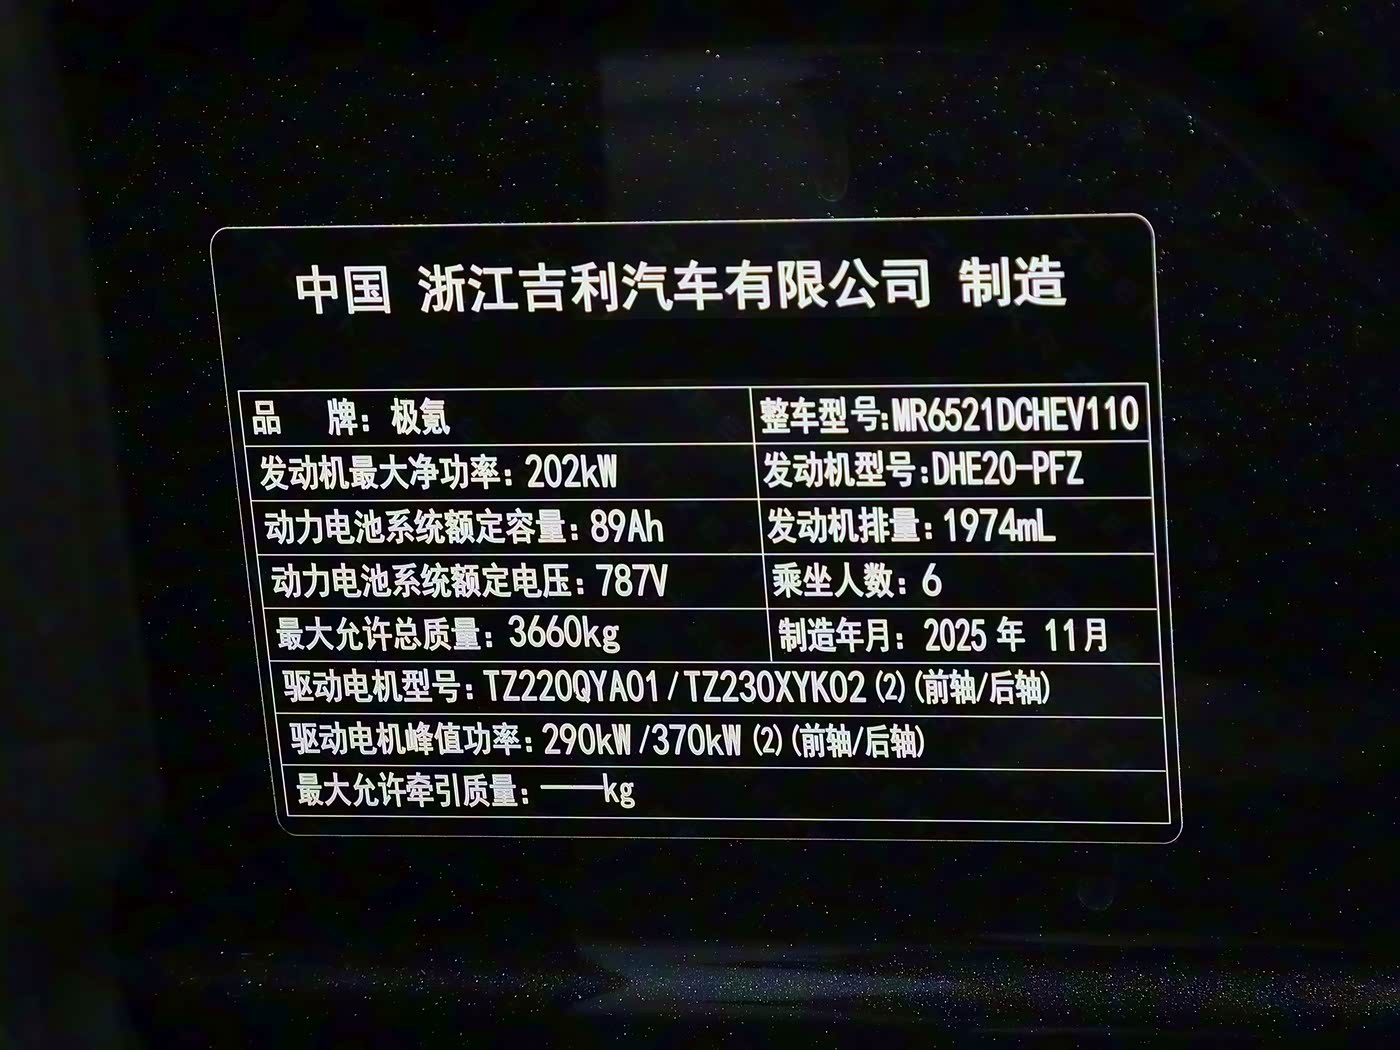 中国 浙江吉利汽车有限公司 制造
品 牌: 极氪 整车型号:MR6521DCHEV110
发动机最大净功率: 202kW 发动机型号:DHE20-PFZ
动力电池系统额定容量: 89Ah 发动机排量: 1974mL
动力电池系统额定电压: 787V 乘坐人数: 6
最大允许总质量: 3660kg 制造年月: 2025 年 11月
驱动电机型号: TZ220QYA01/TZ230XYK02(2)(前轴/后轴)
驱动电机峰值功率: 290kW/370kW(2)(前轴/后轴)
最大允许牵引质量: ——kg